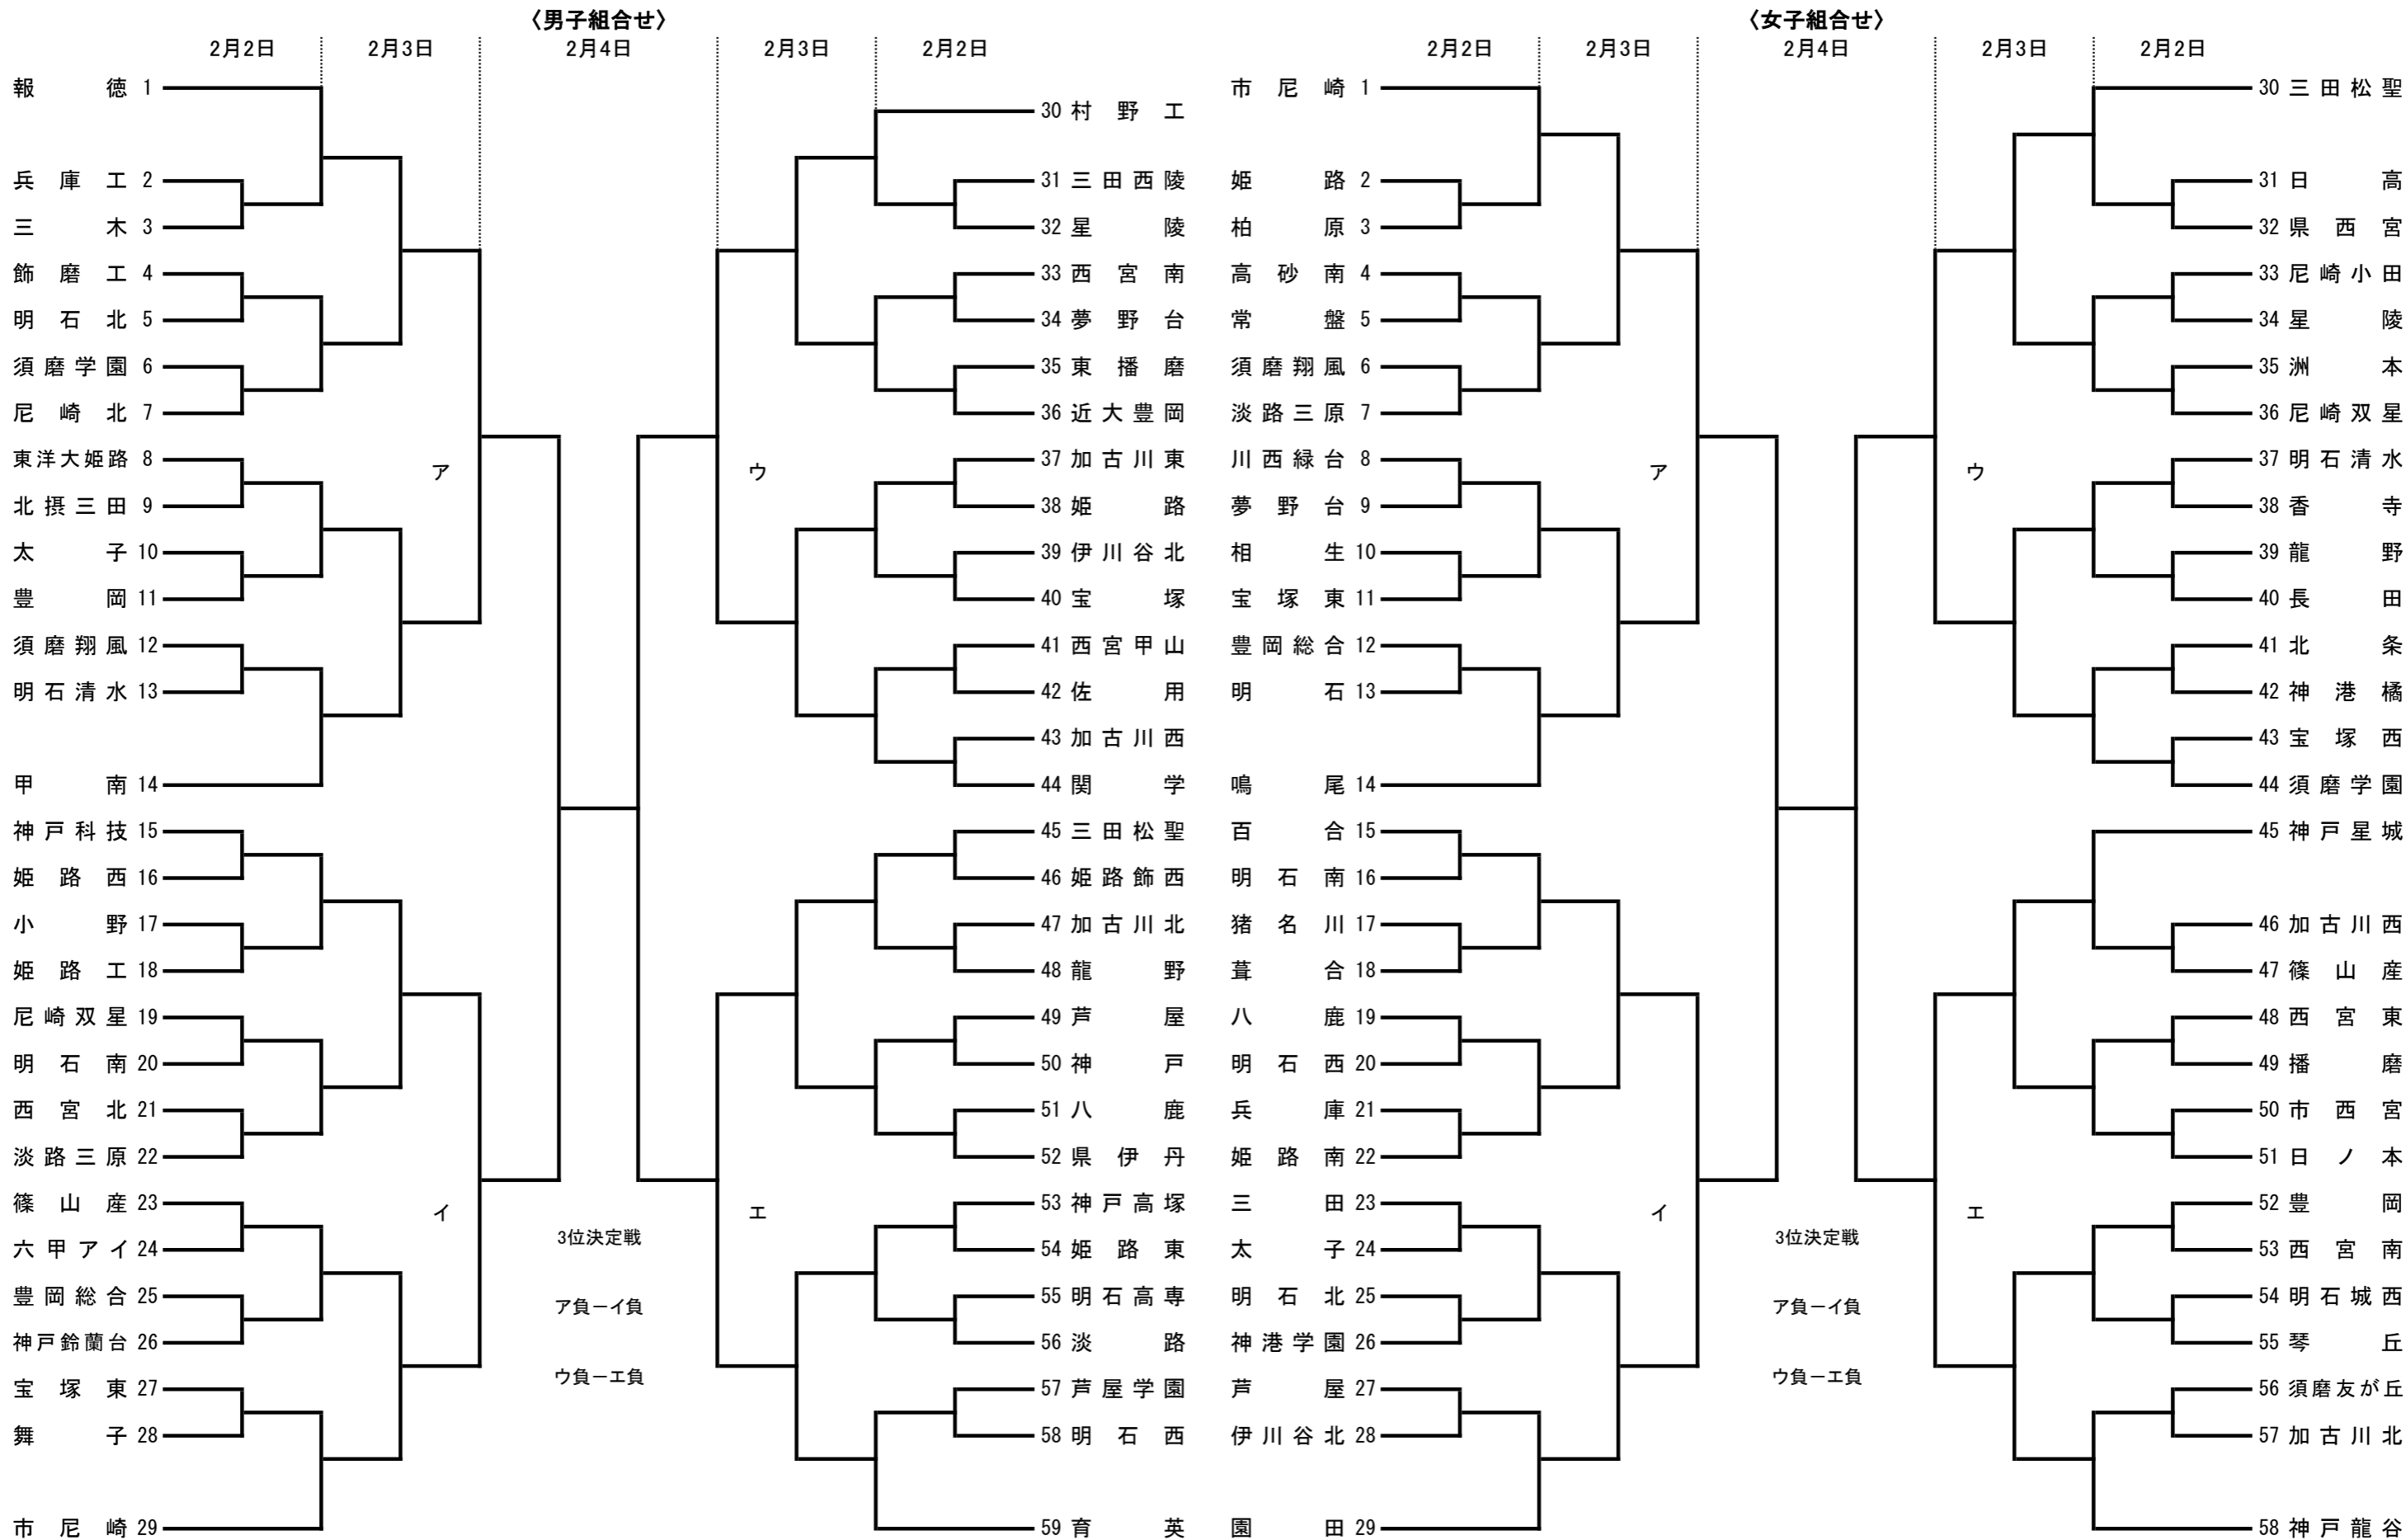 〈男子組合せ〉
2月2日 2月3日 2月4日 2月3日 2月2日
報徳 1
兵庫工 2
三木 3
飾磨工 4
明石北 5
須磨学園 6
尼崎北 7
東洋大姫路 8
北摂三田 9
太子 10
豊岡 11
須磨翔風 12
明石清水 13
甲南 14
神戸科技 15
姫路西 16
小野 17
姫路工 18
尼崎双星 19
明石南 20
西宮北 21
淡路三原 22
篠山産 23
六甲アイ 24
豊岡総合 25
神戸鈴蘭台 26
宝塚東 27
舞子 28
市尼崎 29
ア
イ
3位決定戦
ア負－イ負
ウ負－エ負
ウ
エ
30 村野工
31 三田西陵
32 星陵
33 西宮南
34 夢野台
35 東播磨
36 近大豊岡
37 加古川東
38 姫路
39 伊川谷北
40 宝塚
41 西宮甲山
42 佐用
43 加古川西
44 関学
45 三田松聖
46 姫路飾西
47 加古川北
48 龍野
49 芦屋
50 神戸
51 八鹿
52 県伊丹
53 神戸高塚
54 姫路東
55 明石高専
56 淡路
57 芦屋学園
58 明石西
59 育英
〈女子組合せ〉
2月2日 2月3日 2月4日 2月3日 2月2日
市尼崎 1
姫路 2
柏原 3
高砂南 4
常盤 5
須磨翔風 6
淡路三原 7
川西緑台 8
夢野台 9
相生 10
宝塚東 11
豊岡総合 12
明石 13
鳴尾 14
百合 15
明石南 16
猪名川 17
葺合 18
八鹿 19
明石西 20
兵庫 21
姫路南 22
三田 23
太子 24
明石北 25
神港学園 26
芦屋 27
伊川谷北 28
園田 29
ア
イ
3位決定戦
ア負－イ負
ウ負－エ負
ウ
エ
30 三田松聖
31 日高
32 県西宮
33 尼崎小田
34 星陵
35 洲本
36 尼崎双星
37 明石清水
38 香寺
39 龍野
40 長田
41 北条
42 神港橘
43 宝塚西
44 須磨学園
45 神戸星城
46 加古川西
47 篠山産
48 西宮東
49 播磨
50 市西宮
51 日ノ本
52 豊岡
53 西宮南
54 明石城西
55 琴丘
56 須磨友が丘
57 加古川北
58 神戸龍谷